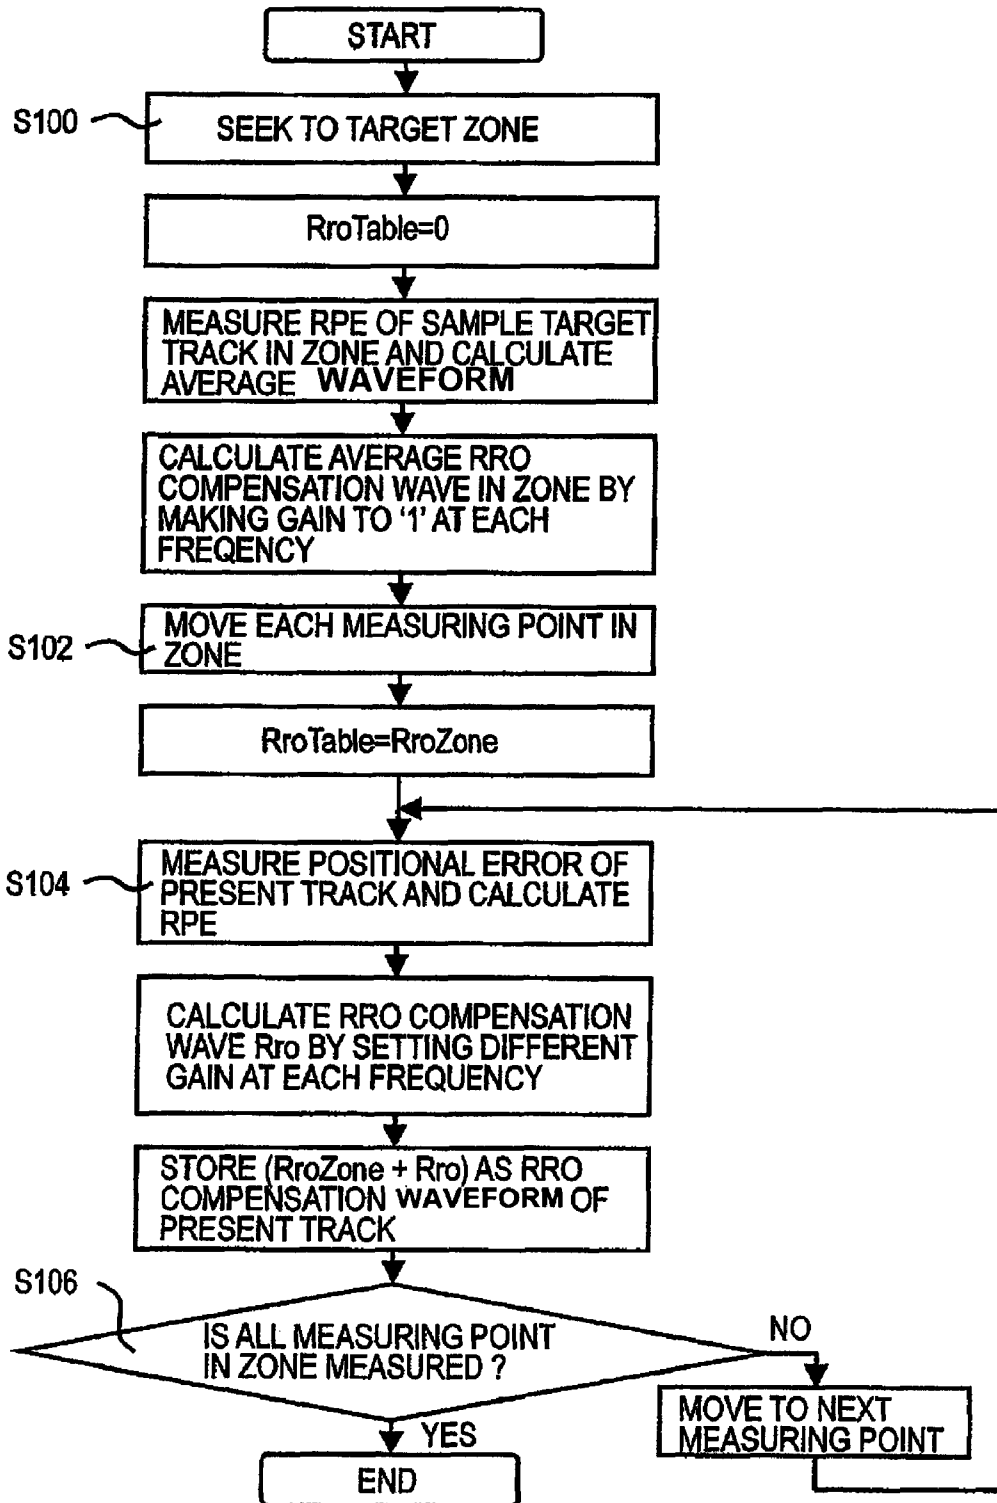 START
S100
SEEK TO TARGET ZONE
RroTable=0
MEASURE RPE OF SAMPLE TARGET
TRACK IN ZONE AND CALCULATE
AVERAGE WAVEFORM
CALCULATE AVERAGE RRO
COMPENSATION WAVE IN ZONE BY
MAKING GAIN TO '1' AT EACH
FREQENCY
S102
MOVE EACH MEASURING POINT IN
ZONE
RroTable=RroZone
S104
MEASURE POSITIONAL ERROR OF
PRESENT TRACK AND CALCULATE
RPE
CALCULATE RRO COMPENSATION
WAVE Rro BY SETTING DIFFERENT
GAIN AT EACH FREQUENCY
STORE (RroZone + Rro) AS RRO
COMPENSATION WAVEFORM OF
PRESENT TRACK
S106
IS ALL MEASURING POINT
IN ZONE MEASURED ?
NO
MOVE TO NEXT
MEASURING POINT
YES
END